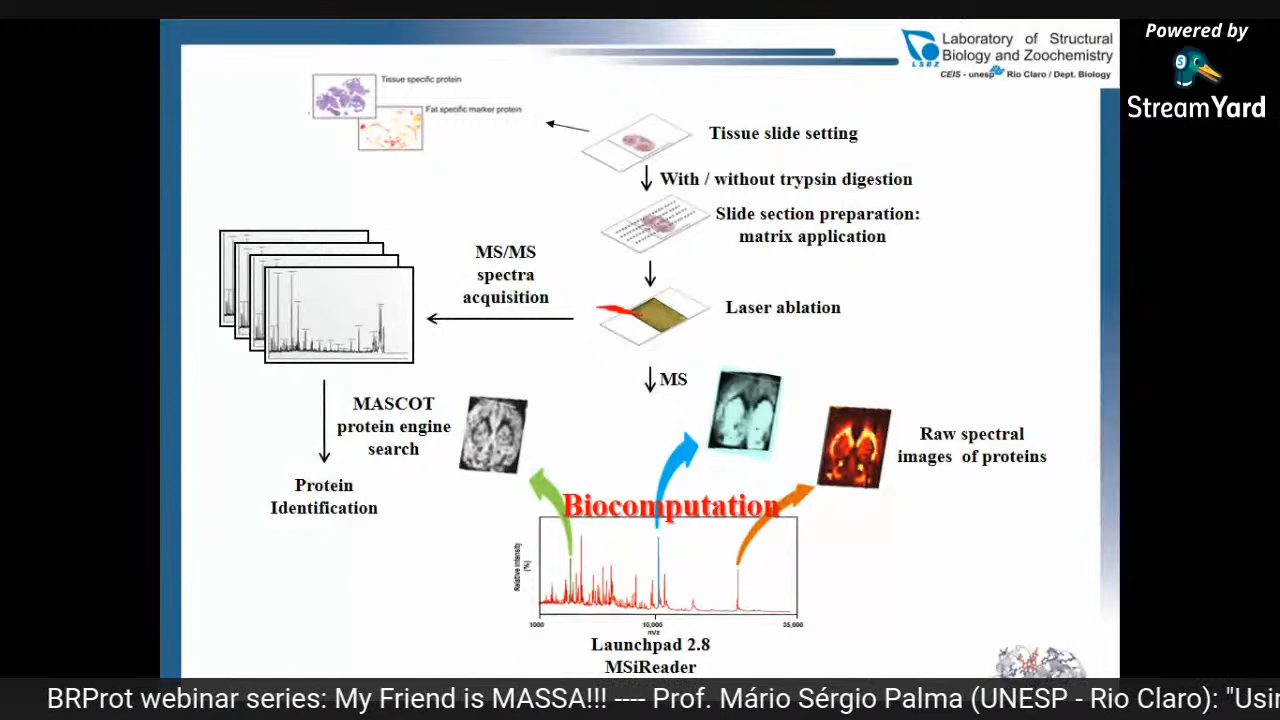 Laboratory of Structural
Biology and Zoochemistry
LSBZ
CEIS - unesp Rio Claro / Dept. Biology
Powered by
StreamYard
Tissue specific protein
Fat specific marker protein
Tissue slide setting
With / without trypsin digestion
Slide section preparation:
matrix application
MS/MS
spectra
acquisition
Laser ablation
MS
MASCOT
protein engine
search
Raw spectral
images of proteins
Protein
Identification
Biocomputation
Relative intensity
(%)
1000
10,000
35,000
m/z
Launchpad 2.8
MSiReader
BRProt webinar series: My Friend is MASSA!!! ---- Prof. Mário Sérgio Palma (UNESP - Rio Claro): "Usin